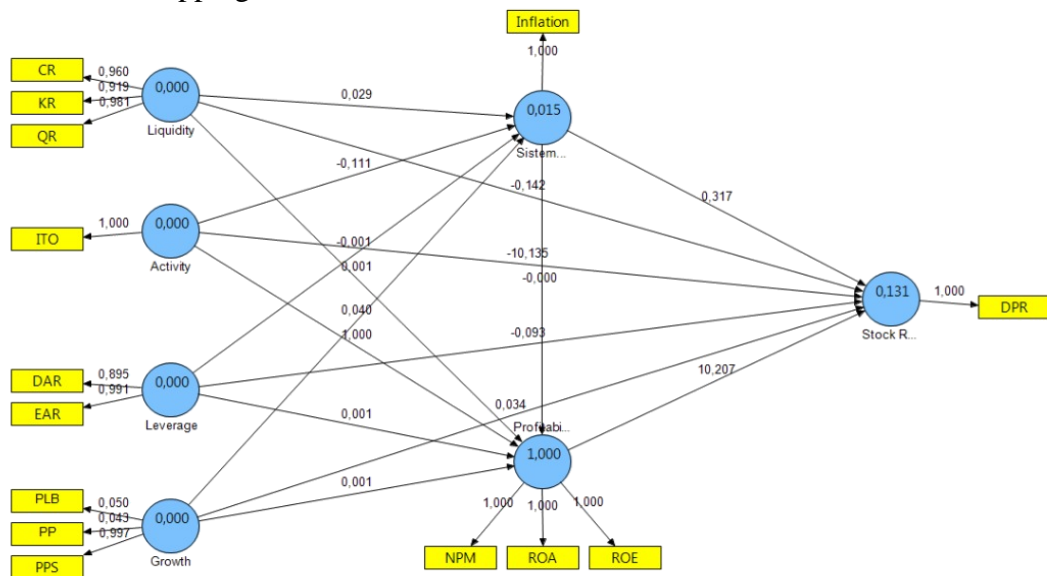 Inflation
1,000
CR
0,960
KR
0,919
QR
0,981
0,000
Liquidity
0,029
0,015
Sistem...
-0,111
-0,142
0,317
ITO
1,000
0,000
Activity
-0,001
0,001
-10,135
-0,000
0,131
Stock R...
1,000
DPR
0,040
1,000
-0,093
10,207
DAR
0,895
EAR
0,991
0,000
Leverage
0,001
0,034
Profitabi...
1,000
PLB
0,050
PP
0,043
PPS
0,997
0,000
Growth
0,001
1,000
1,000
1,000
NPM
ROA
ROE